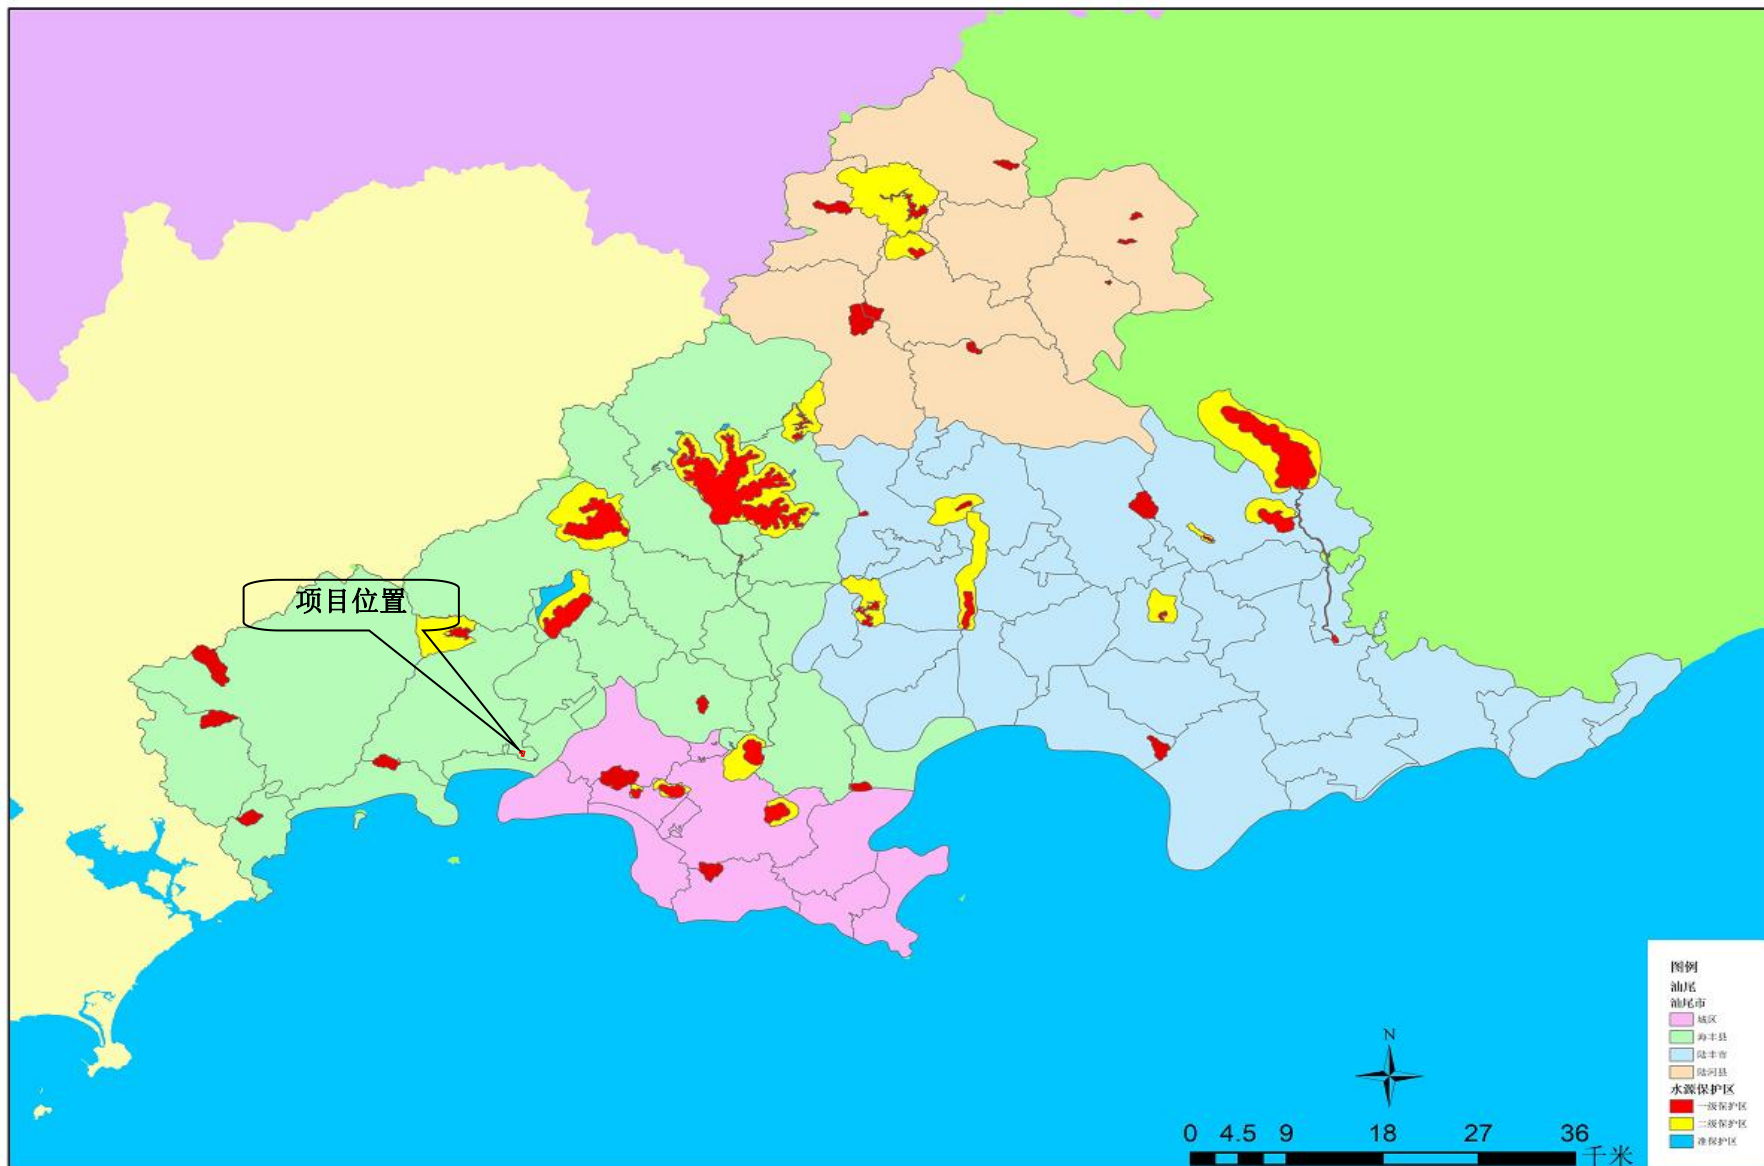 项目位置
图例
汕尾
汕尾市
城区
海丰县
陆丰市
陆河县
水源保护区
一级保护区
二级保护区
准保护区
N
0 4.5 9 18 27 36
千米